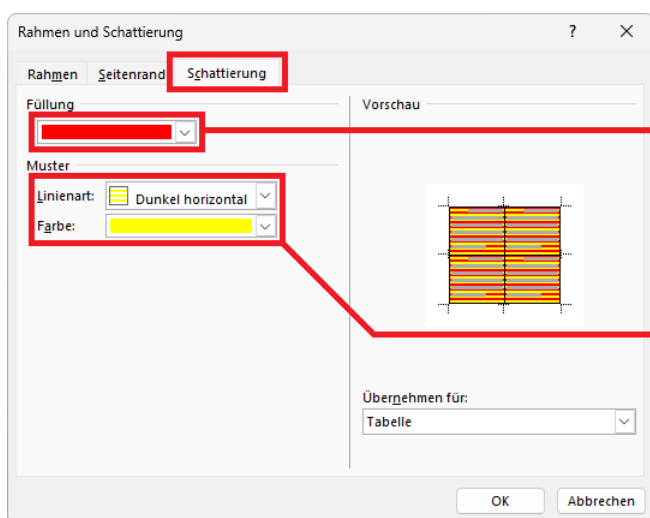 Rahmen und Schattierung ? ×
Rahmen Seitenrand Schattierung
Füllung
Muster
Linienart: Dunkel horizontal
Farbe:
Vorschau
Übernehmen für:
Tabelle
OK Abbrechen